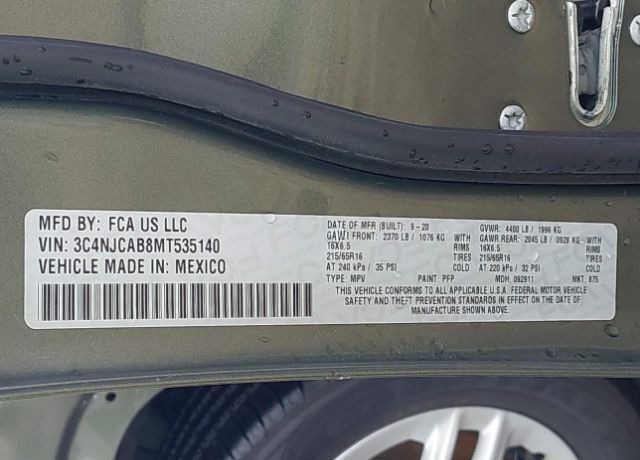 MFD BY: FCA US LLC
VIN: 3C4NJCAB8MT535140
VEHICLE MADE IN: MEXICO
DATE OF MFR (BUILT): 9-20 GVWR: 4400 LB / 1996 KG
GAWR FRONT: 2370 LB / 1076 KG WITH GAWR REAR: 2045 LB / 0928 KG WITH
16X6.5 RIMS 16X6.5 RIMS
215/65R16 TIRES 215/65R16 TIRES
AT 240 kPa / 35 PSI COLD AT 220 kPa / 32 PSI COLD
TYPE: MPV PAINT: PFP MDH: 092911 MKT: 875
THIS VEHICLE CONFORMS TO ALL APPLICABLE U.S.A. FEDERAL MOTOR VEHICLE
SAFETY AND THEFT PREVENTION STANDARDS IN EFFECT ON THE DATE OF
MANUFACTURE SHOWN ABOVE.